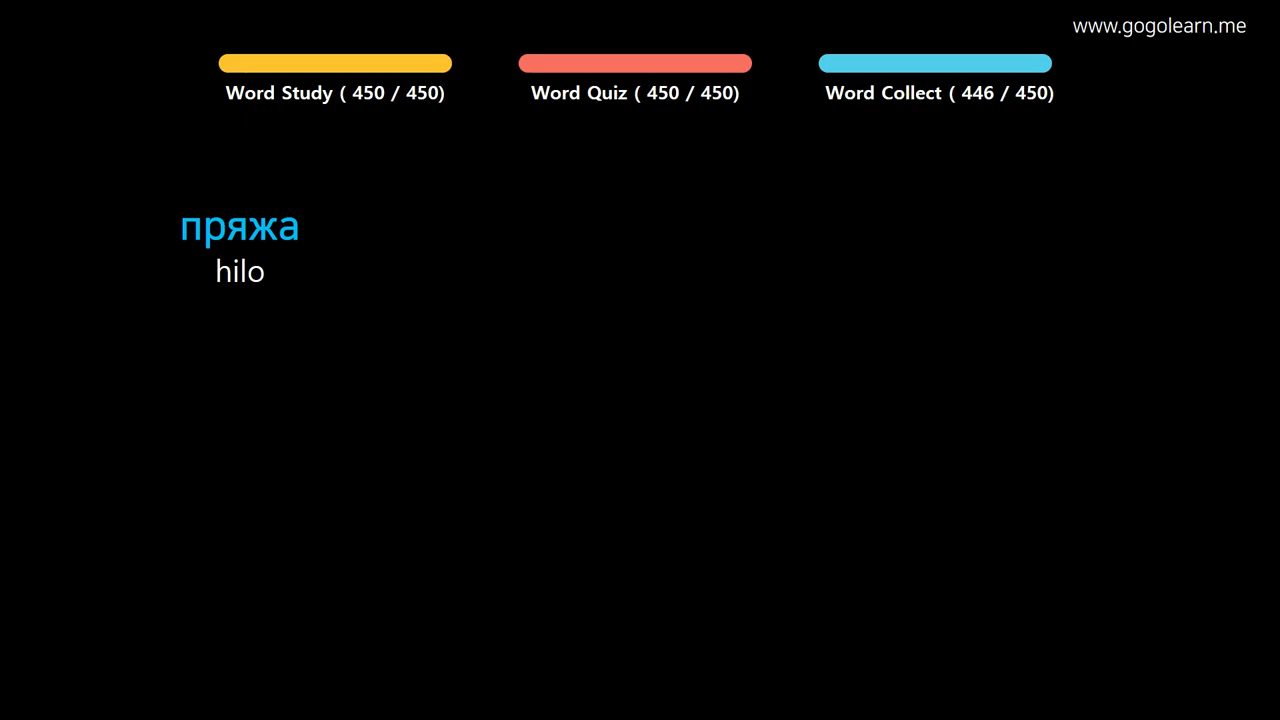 www.gogolearn.me
Word Study ( 450 / 450)
Word Quiz ( 450 / 450)
Word Collect ( 446 / 450)
пряжа
hilo